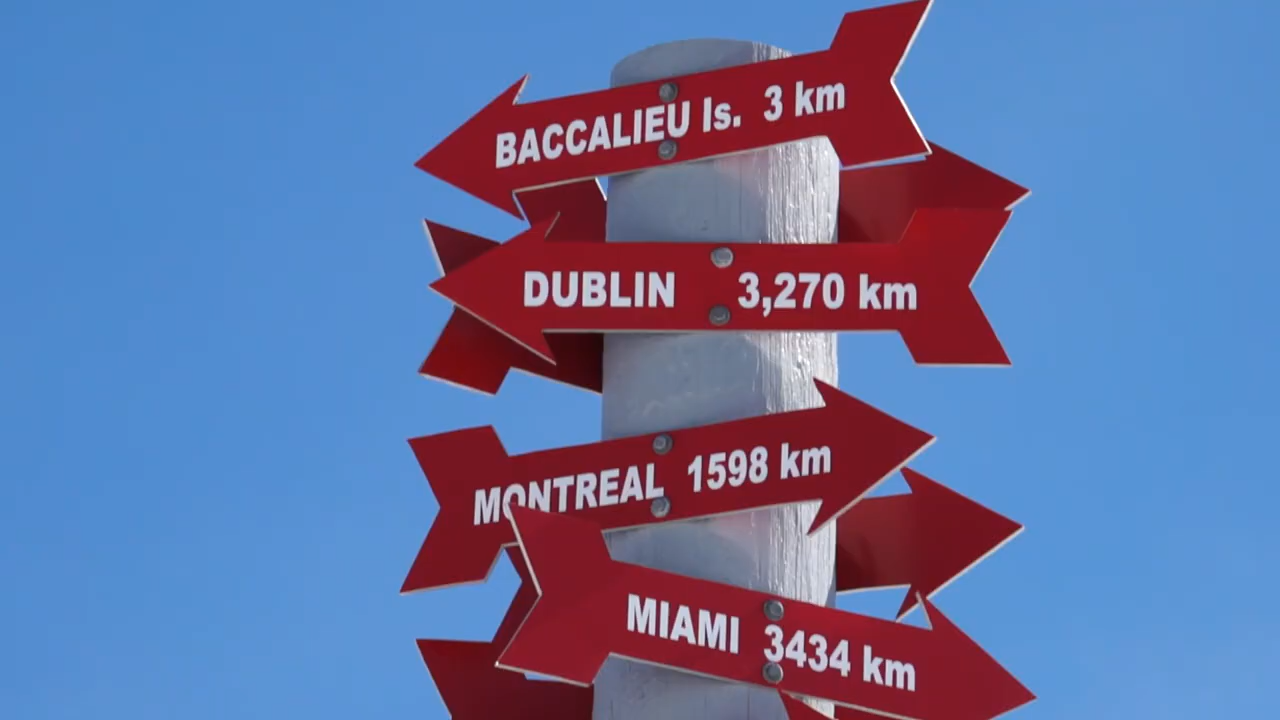 BACCALIEU Is. 3 km
DUBLIN 3,270 km
MONTREAL 1598 km
MIAMI 3434 km